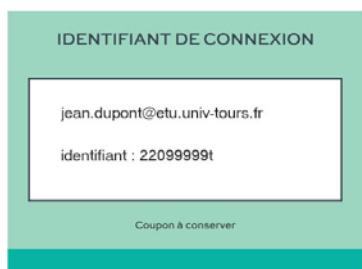 IDENTIFIANT DE CONNEXION
jean.dupont@etu.univ-tours.fr
identifiant : 22099999t
Coupon à conserver